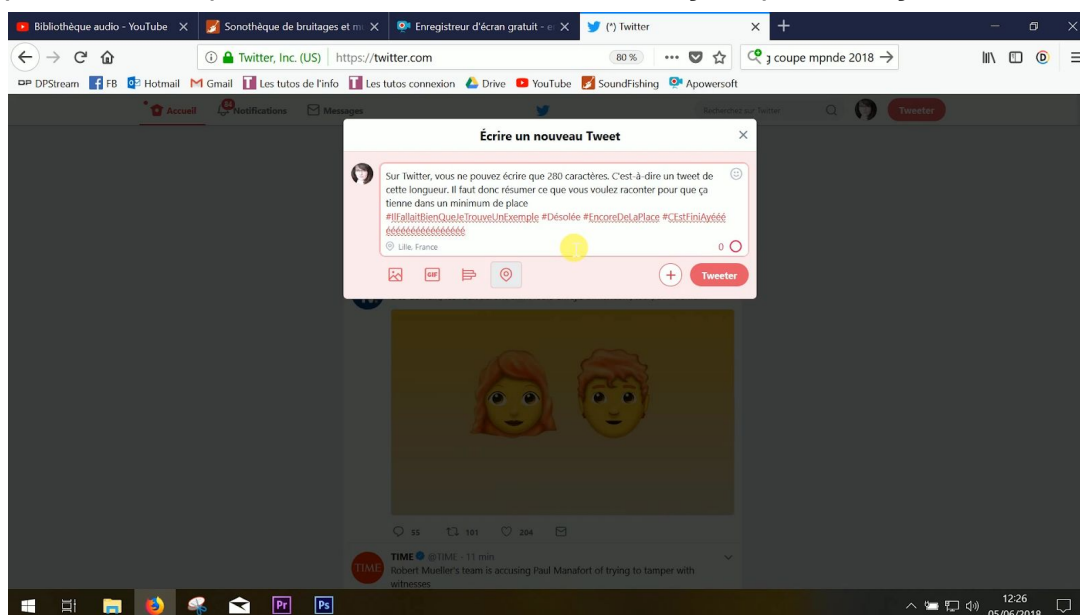 Bibliothèque audio - YouTube
Sonothèque de bruitages et m
Enregistreur d'écran gratuit - e
(*) Twitter
Twitter, Inc. (US)
https://twitter.com
80 %
coupe mpnde 2018
DPStream
FB
Hotmail
Gmail
Les tutos de l'info
Les tutos connexion
Drive
YouTube
SoundFishing
Apowersoft
Accueil
Notifications
Messages
Rechercher sur Twitter
Tweeter
Écrire un nouveau Tweet
Sur Twitter, vous ne pouvez écrire que 280 caractères. C'est-à-dire un tweet de
cette longueur. Il faut donc résumer ce que vous voulez raconter pour que ça
tienne dans un minimum de place
#IlFallaitBienQueJeTrouveUnExemple #Désolée #EncoreDeLaPlace #CEstFiniAyééé
éééééééééééééééé
Lille, France
0
GIF
Tweeter
35
101
204
TIME @TIME · 11 min
TIME
Robert Mueller's team is accusing Paul Manafort of trying to tamper with
witnesses
Pr
Ps
12:26
05/06/2018